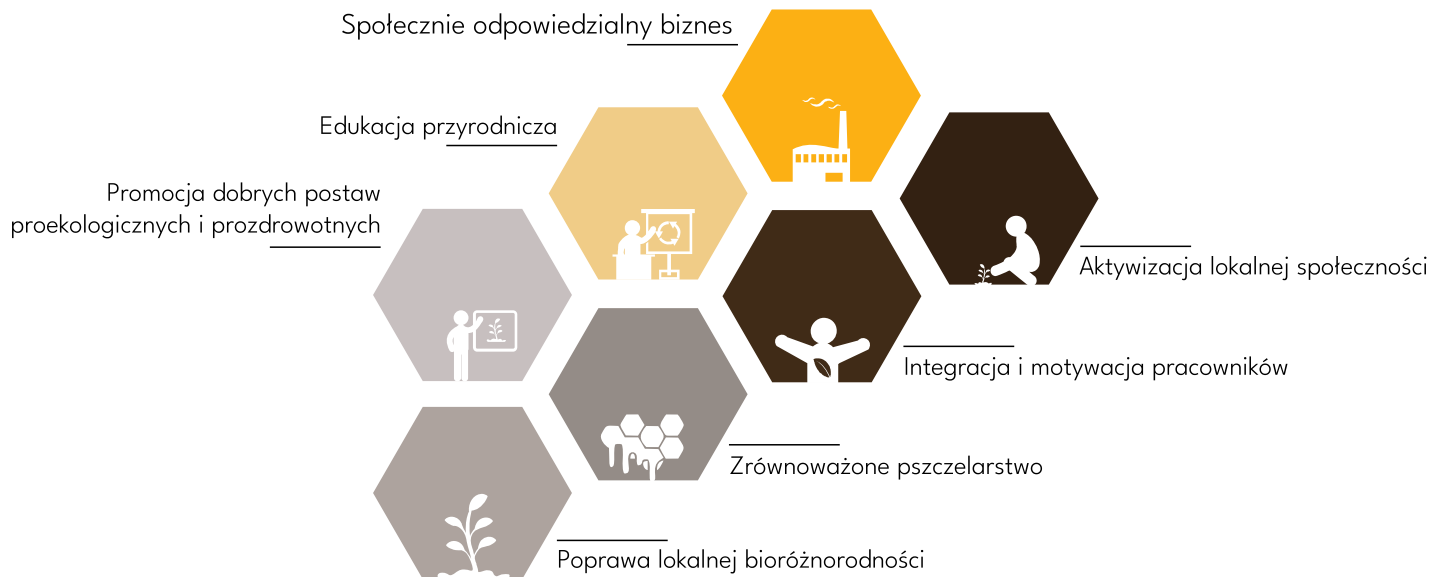 Społecznie odpowiedzialny biznes
Edukacja przyrodnicza
Promocja dobrych postaw
proekologicznych i prozdrowotnych
Aktywizacja lokalnej społeczności
Integracja i motywacja pracowników
Zrównoważone pszczelarstwo
Poprawa lokalnej bioróżnorodności